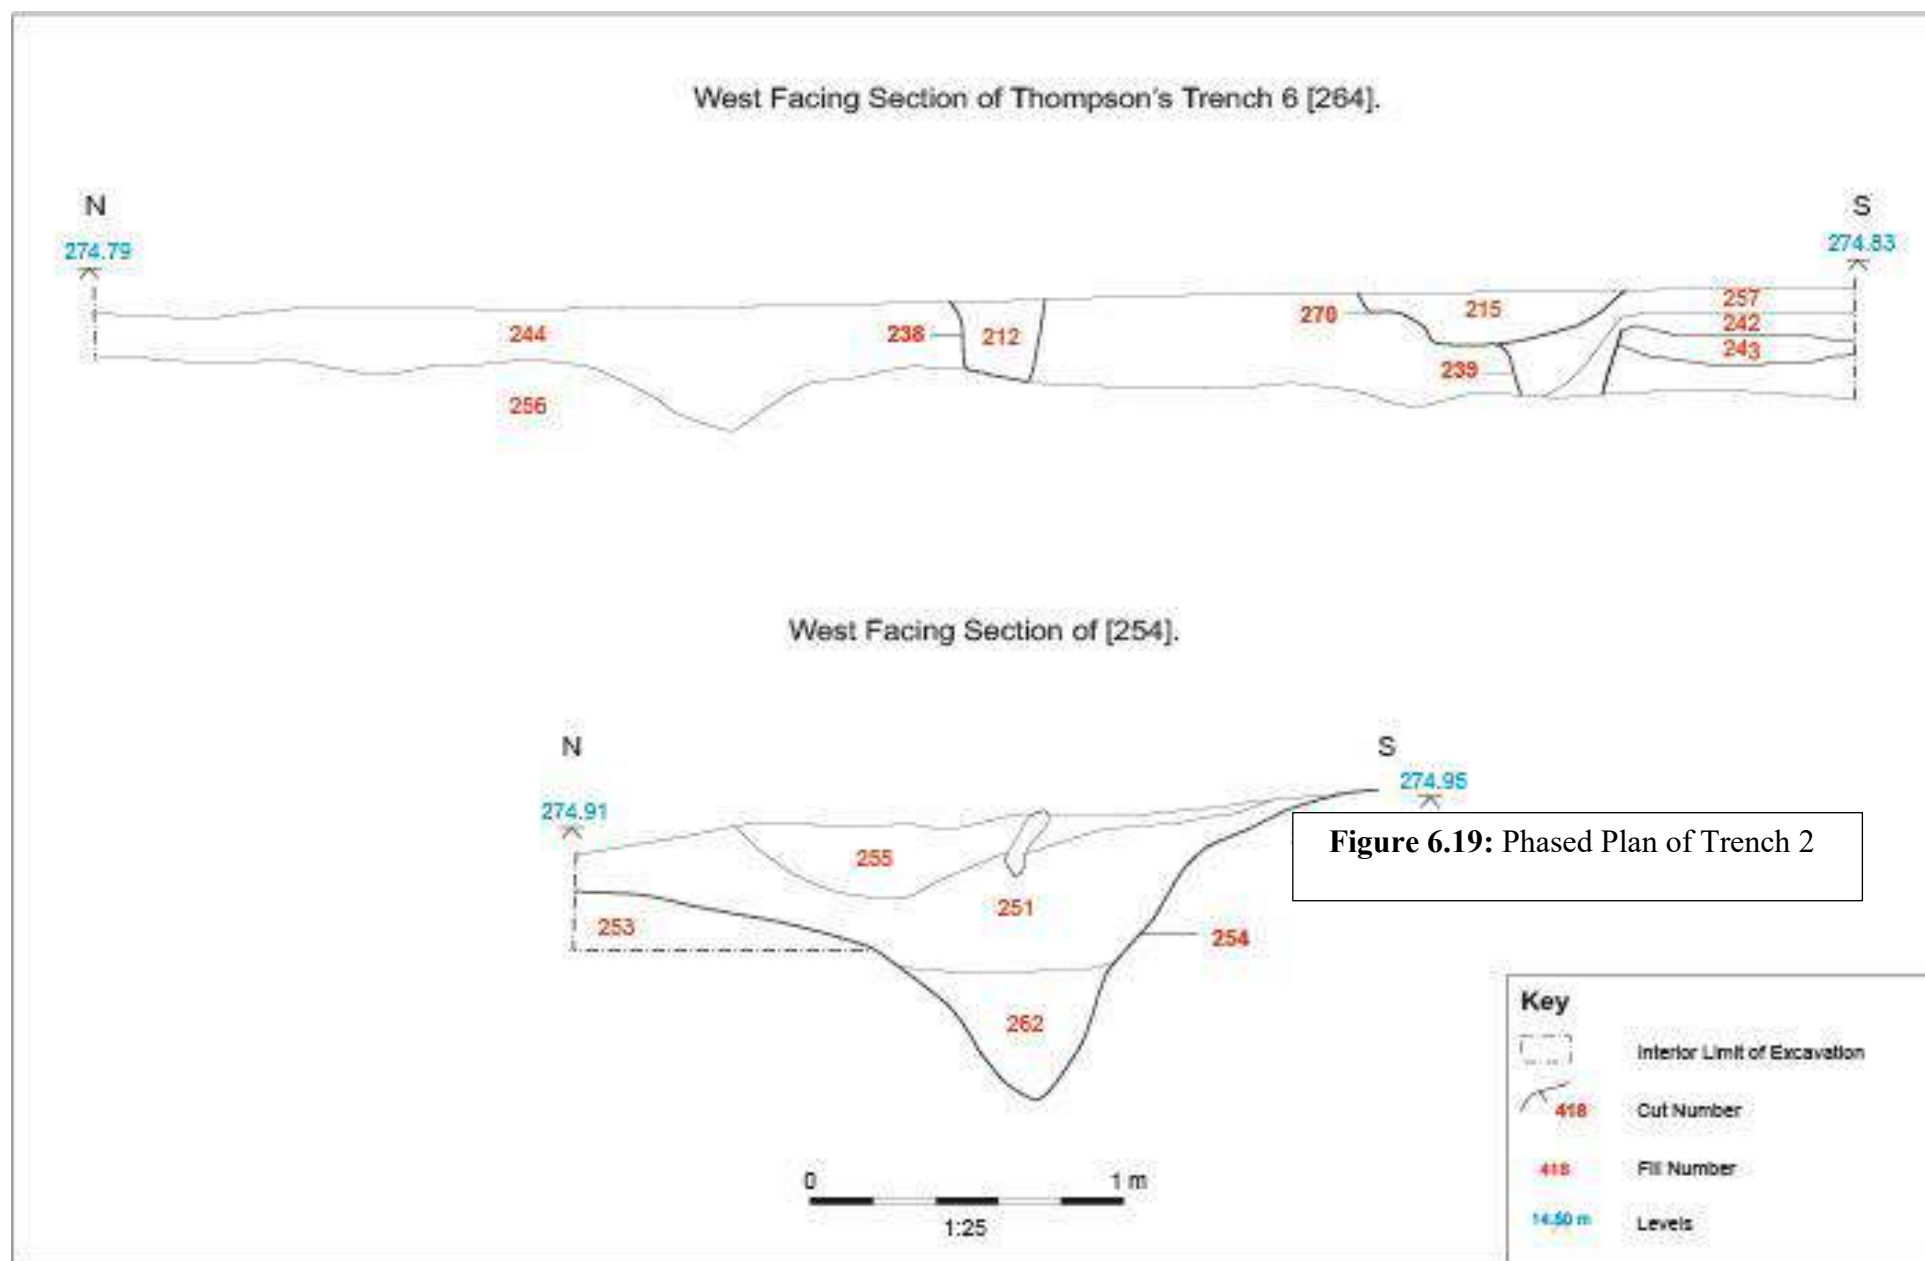 West Facing Section of Thompson's Trench 6 [264].
N
S
274.79
274.83
244
238
212
270
215
257
242
243
239
256
West Facing Section of [254].
N
S
274.91
274.95
255
251
253
254
262
Figure 6.19: Phased Plan of Trench 2
Key
Interior Limit of Excavation
418 Cut Number
418 Fill Number
14.50 m Levels
0 1 m
1:25